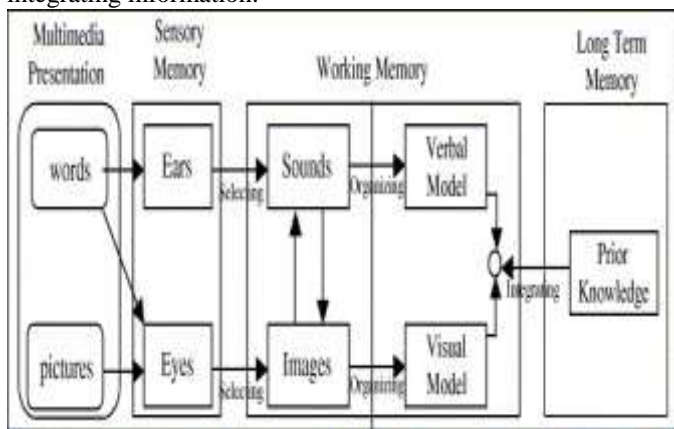 integrating information.
Multimedia Presentation
Sensory Memory
Working Memory
Long Term Memory
words
Ears
Selecting
Sounds
Organizing
Verbal Model
Integrating
Prior Knowledge
pictures
Eyes
Selecting
Images
Organizing
Visual Model